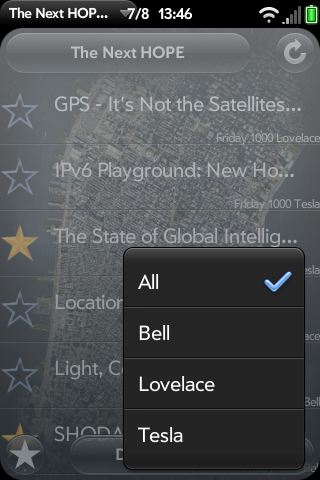 The Next HOP... 7/8 13:46
The Next HOPE
GPS - It's Not the Satellites...
Friday 1000 Lovelace
IPv6 Playground: New Ho...
Friday 1000 Tesla
The State of Global Intellig...
All
Bell
Lovelace
Tesla
Light, Co
SHODA